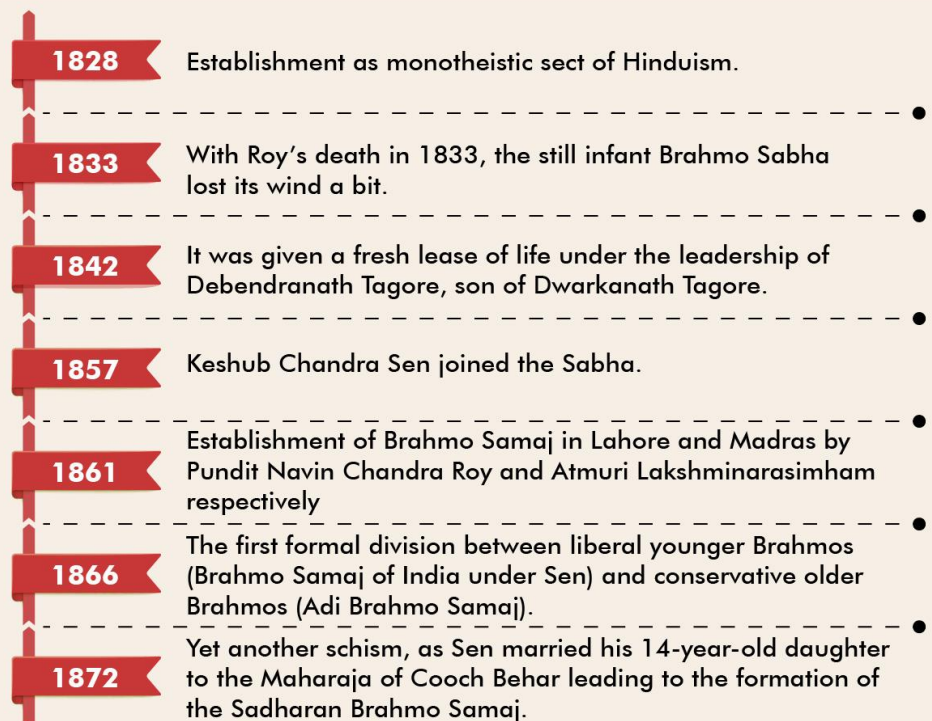 1828
Establishment as monotheistic sect of Hinduism.
1833
With Roy's death in 1833, the still infant Brahmo Sabha
lost its wind a bit.
1842
It was given a fresh lease of life under the leadership of
Debendranath Tagore, son of Dwarkanath Tagore.
1857
Keshub Chandra Sen joined the Sabha.
1861
Establishment of Brahmo Samaj in Lahore and Madras by
Pundit Navin Chandra Roy and Atmuri Lakshminarasimham
respectively
1866
The first formal division between liberal younger Brahmos
(Brahmo Samaj of India under Sen) and conservative older
Brahmos (Adi Brahmo Samaj).
1872
Yet another schism, as Sen married his 14-year-old daughter
to the Maharaja of Cooch Behar leading to the formation of
the Sadharan Brahmo Samaj.